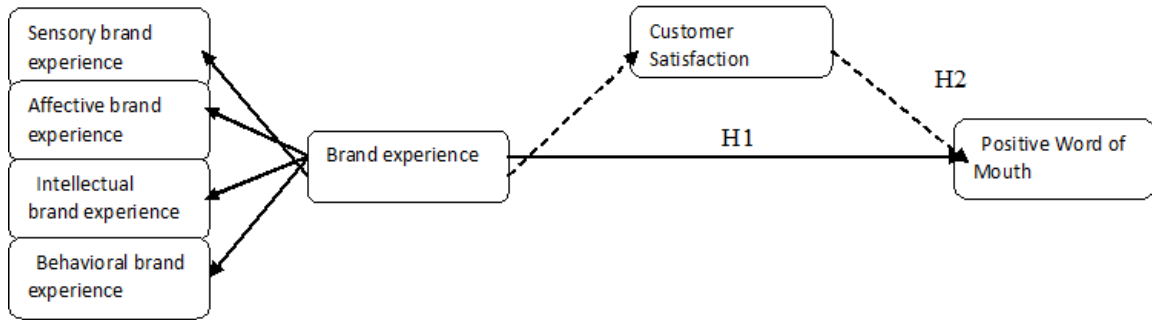 Sensory brand
experience
Affective brand
experience
Intellectual
brand experience
Behavioral brand
experience
Brand experience
Customer
Satisfaction
H1
H2
Positive Word of
Mouth